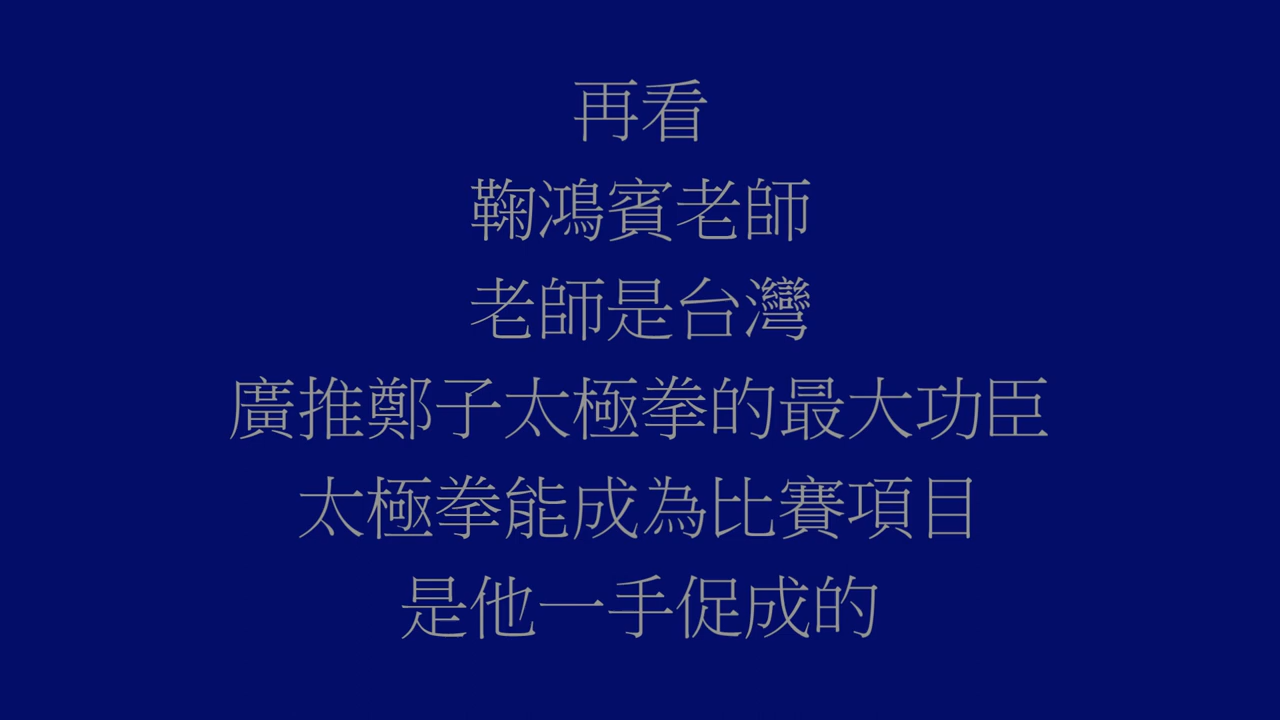 再看
鞠鴻賓老師
老師是台灣
廣推鄭子太極拳的最大功臣
太極拳能成為比賽項目
是他一手促成的